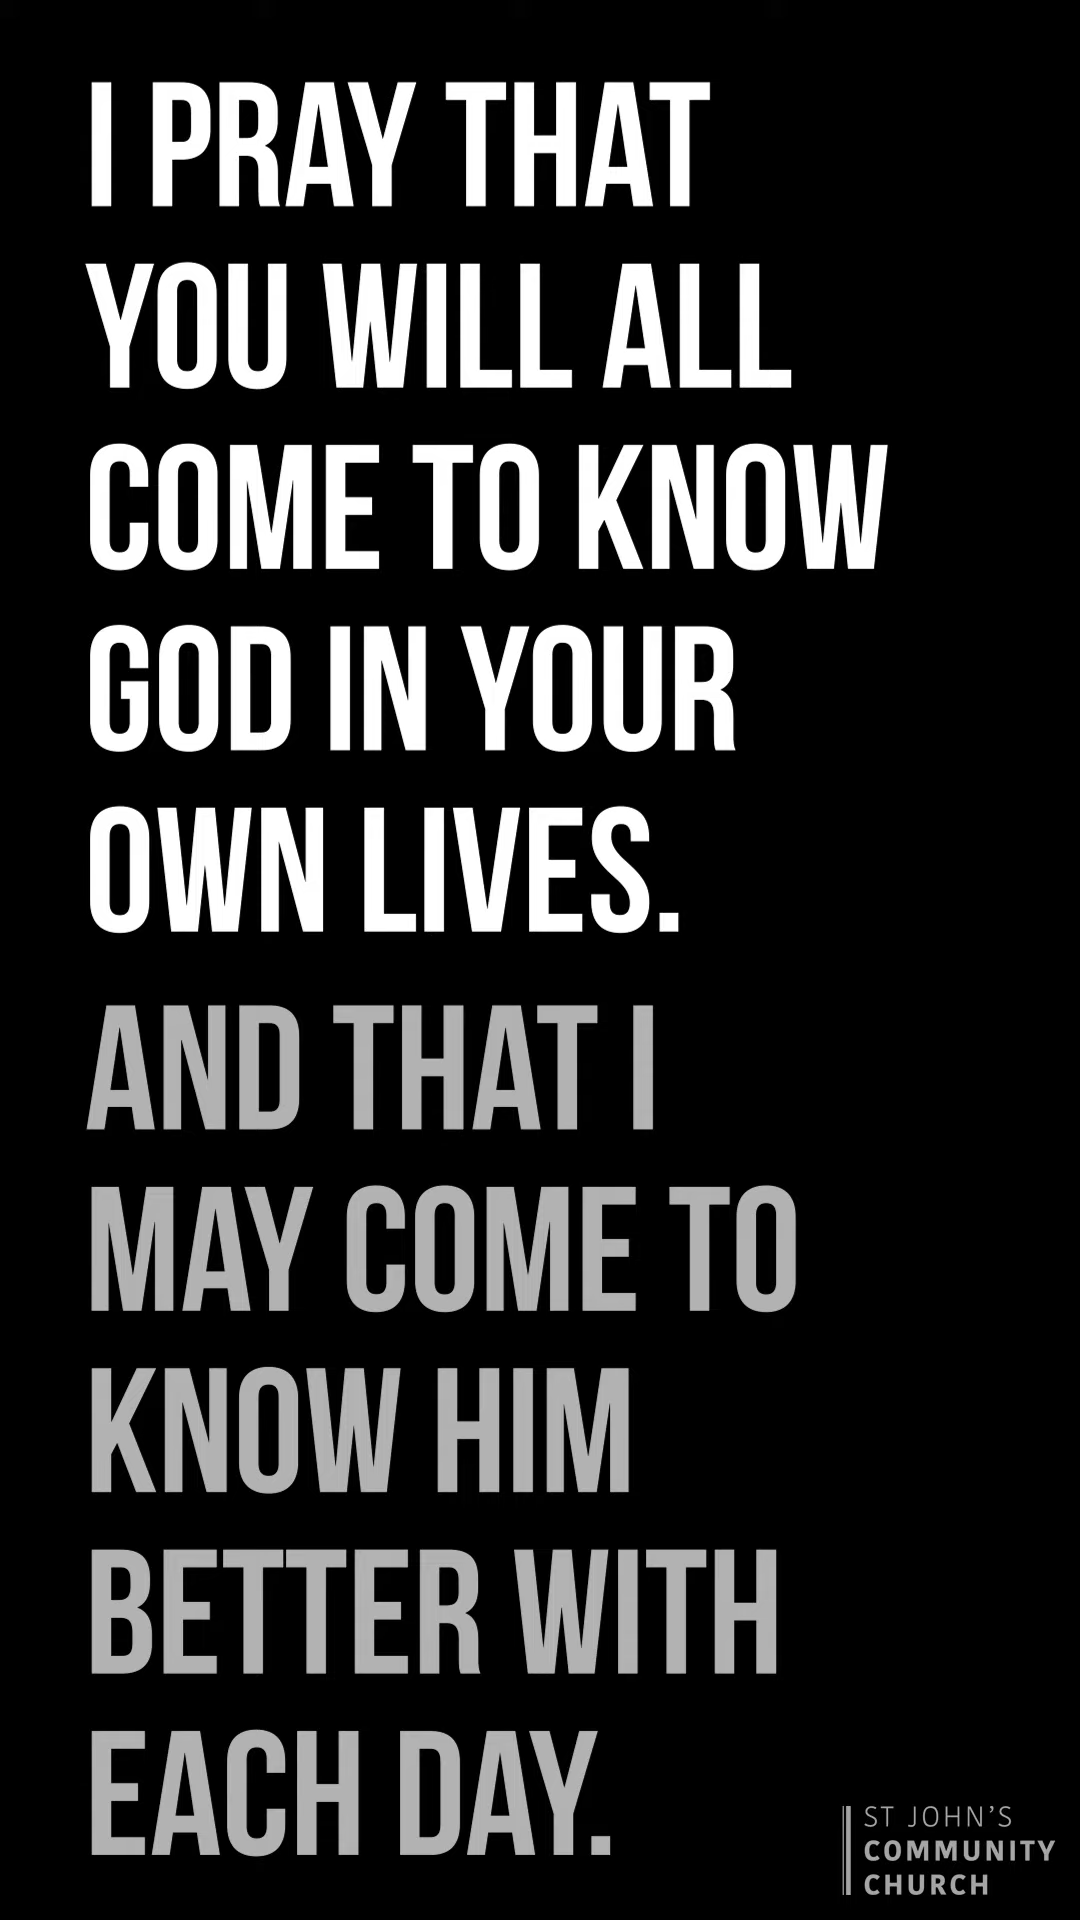 I PRAY THAT
YOU WILL ALL
COME TO KNOW
GOD IN YOUR
OWN LIVES.
AND THAT I
MAY COME TO
KNOW HIM
BETTER WITH
EACH DAY.
ST JOHN'S
COMMUNITY
CHURCH